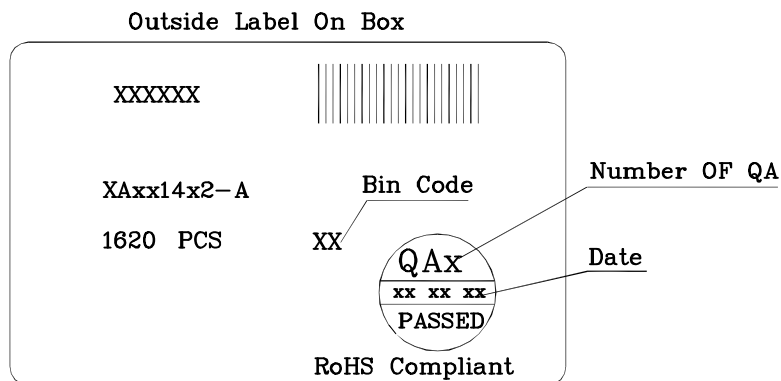 Outside Label On Box
XXXXXX
XAxx14x2-A
Bin Code
Number OF QA
1620 PCS
XX
QAx
Date
xx xx xx
PASSED
RoHS Compliant